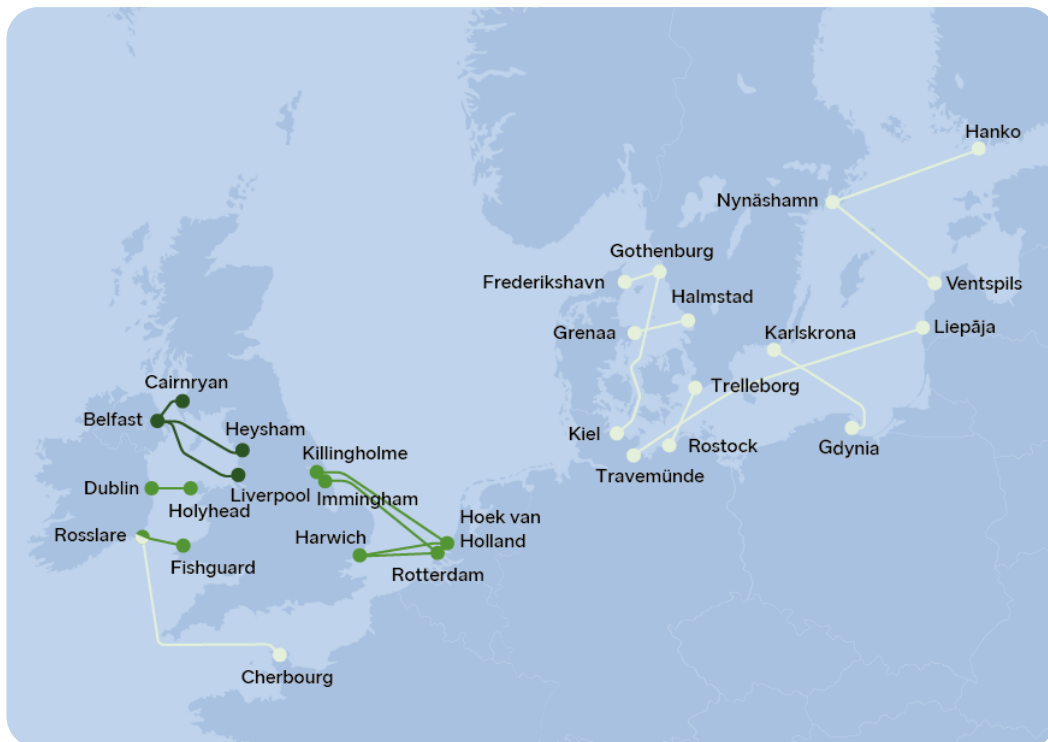 Hanko
Nynäshamn
Gothenburg
Frederikshavn
Ventspils
Halmstad
Liepāja
Grenaa
Karlskrona
Cairnryan
Trelleborg
Belfast
Heysham
Kiel
Rostock
Gdynia
Killingholme
Travemünde
Dublin
Liverpool
Immingham
Holyhead
Hoek van
Holland
Rosslare
Harwich
Fishguard
Rotterdam
Cherbourg